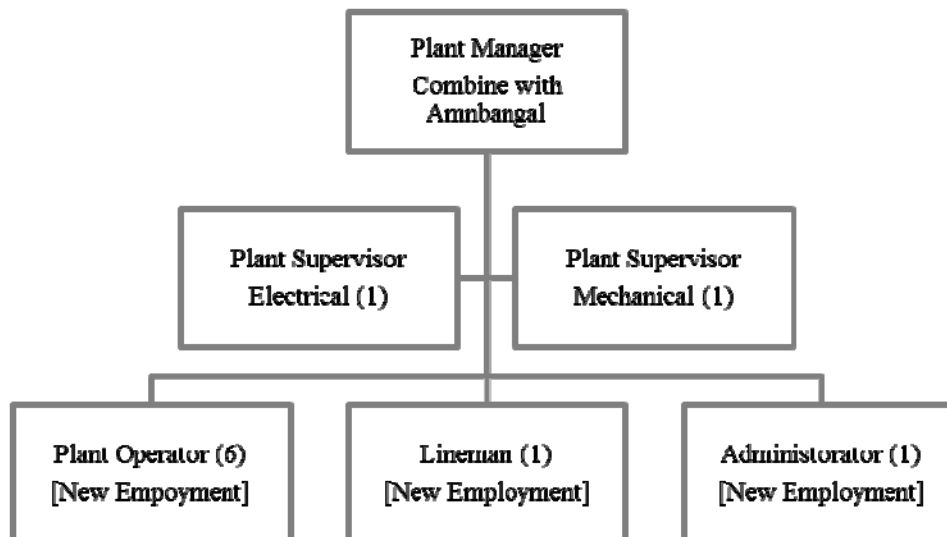 Plant Manager
Combine with
Amnbangal
Plant Supervisor
Electrical (1)
Plant Supervisor
Mechanical (1)
Plant Operator (6)
[New Empoyment]
Lineman (1)
[New Employment]
Administorator (1)
[New Employment]